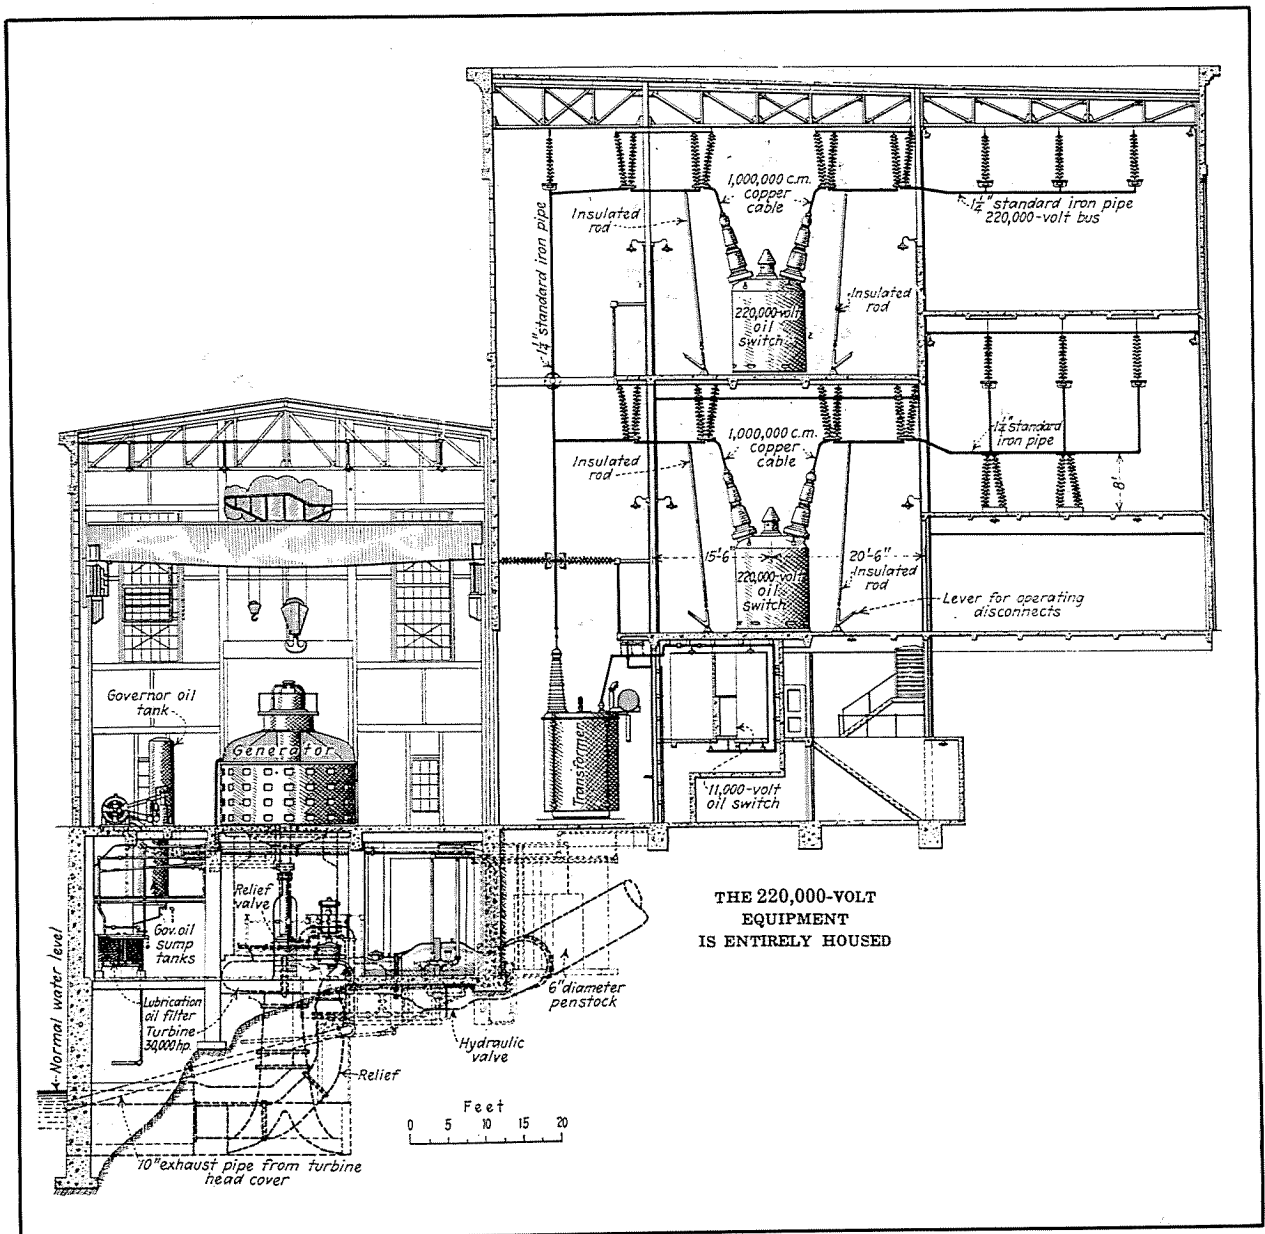 1,000,000 c.m.
copper
cable
Insulated
rod
1¼" standard iron pipe
220,000-volt bus
1¼" standard iron pipe
Insulated
rod
220,000-volt
oil
switch
1,000,000 c.m.
copper
cable
1¼" standard
iron pipe
Insulated
rod
8'
15'-6"
20'-6"
220,000-volt
oil
switch
Insulated
rod
Lever for operating
disconnects
Governor oil
tank
Generator
Transformer
11,000-volt
oil switch
Relief
valve
Gov. oil
sump
tanks
THE 220,000-VOLT
EQUIPMENT
IS ENTIRELY HOUSED
Normal water level
6" diameter
penstock
Lubrication
oil filter
Turbine
30,000 hp.
Hydraulic
valve
Relief
Feet
0 5 10 15 20
10" exhaust pipe from turbine
head cover